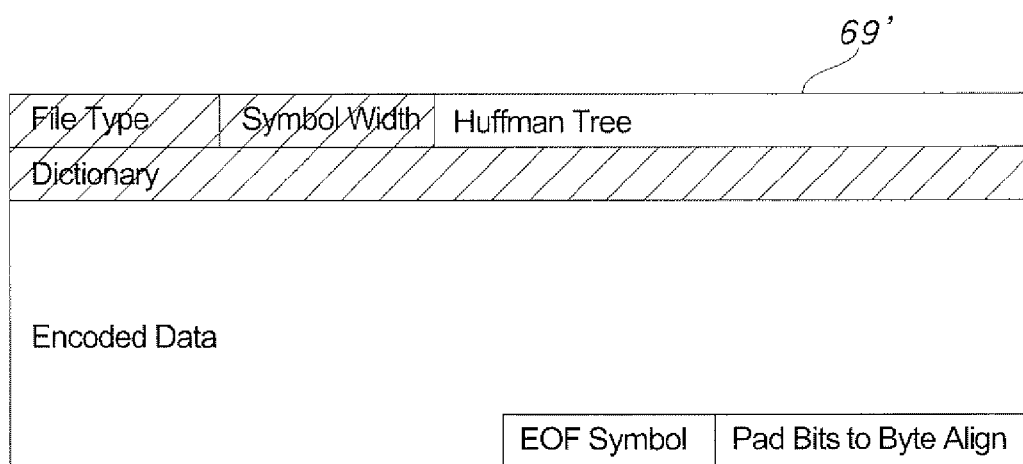 69'
File Type Symbol Width Huffman Tree
Dictionary
Encoded Data
EOF Symbol Pad Bits to Byte Align